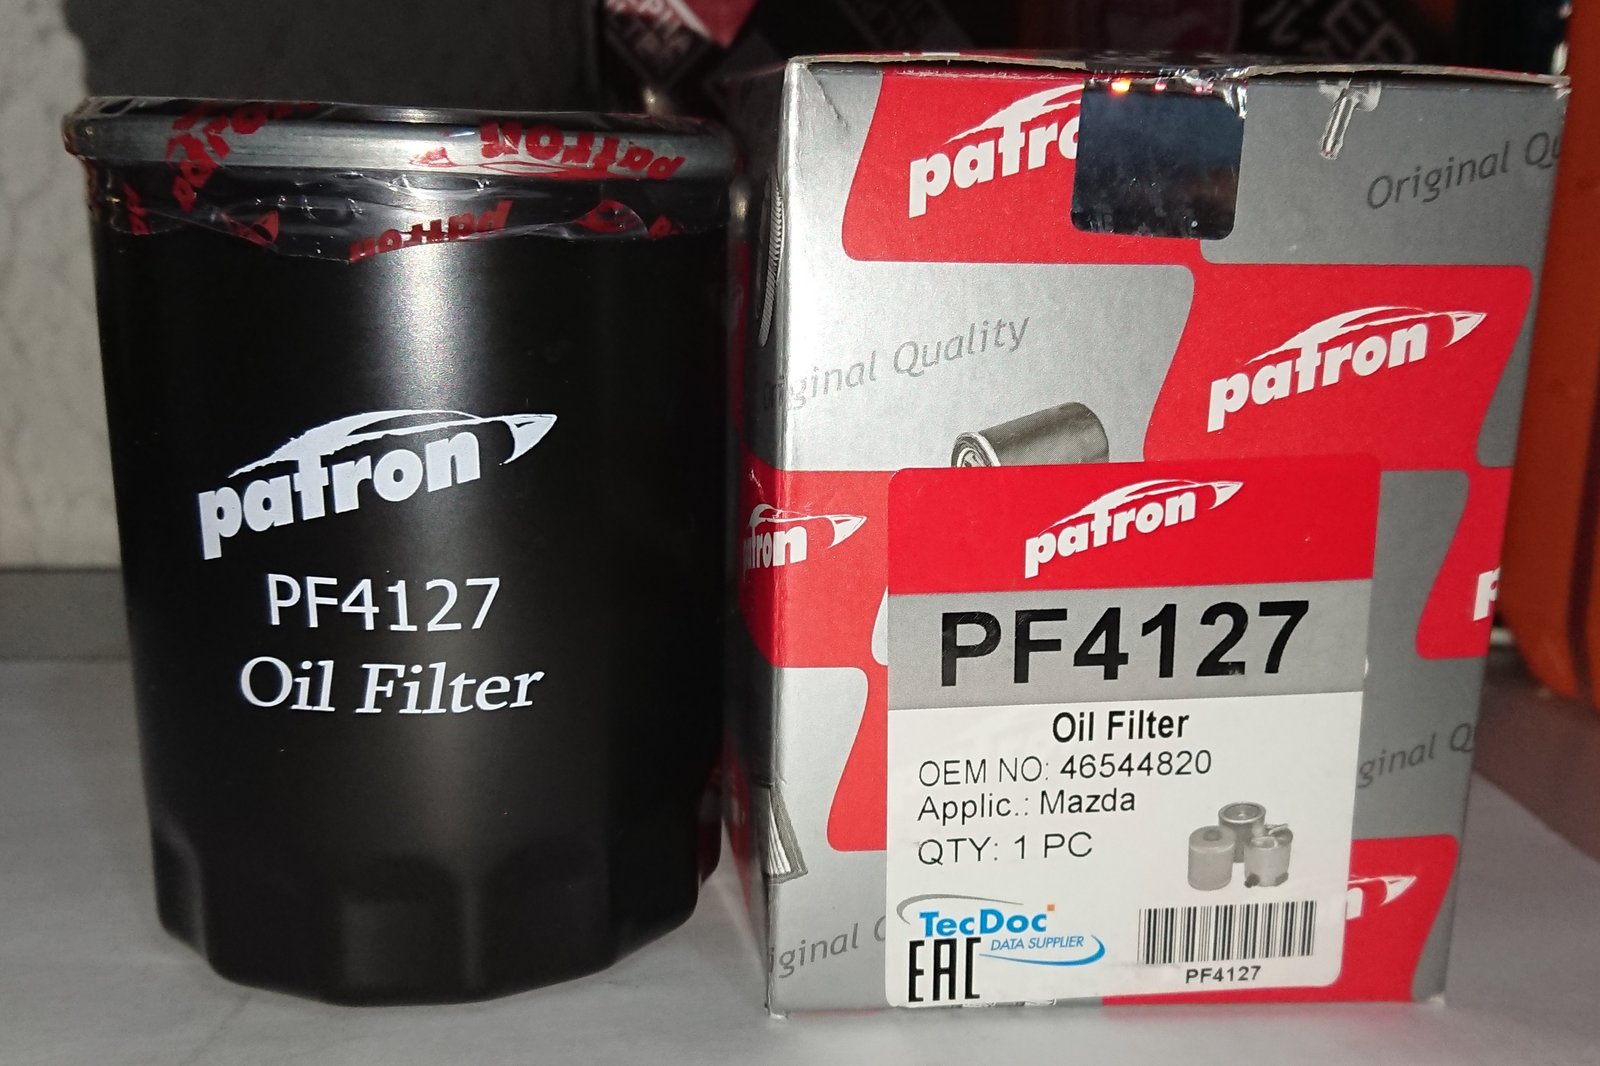 patron
patron
patron
patron
PF4127
Oil Filter
patro
Original
Original Quality
patron
patron
PF4127
Oil Filter
OEM NO: 46544820
Applic.: Mazda
QTY: 1 PC
TecDoc
DATA SUPPLIER
EAC
PF4127